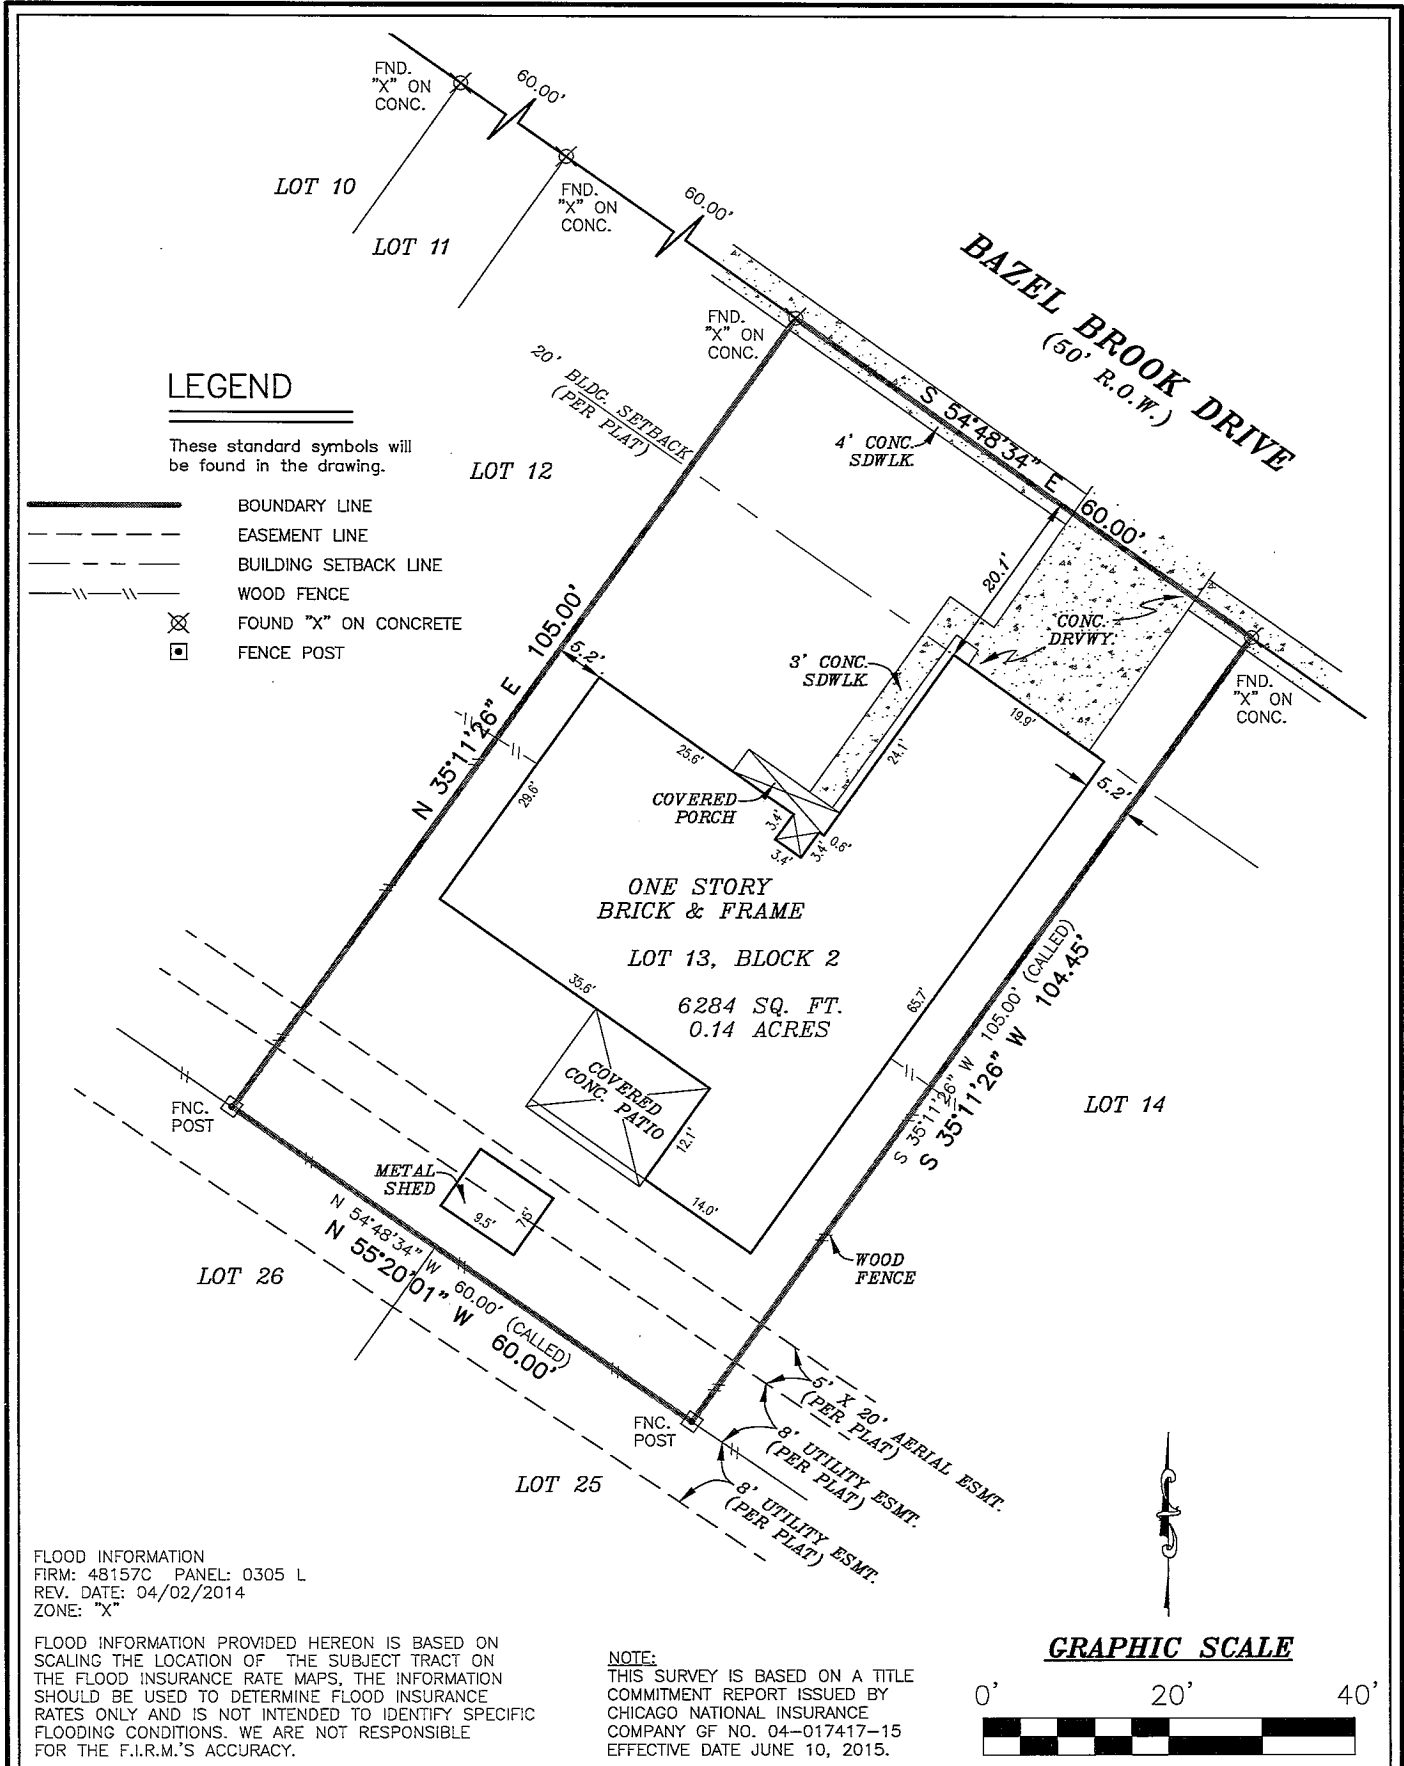 FND.
"X" ON
CONC.
60.00'
LOT 10
FND.
"X" ON
CONC.
60.00'
LOT 11
BAZEL BROOK DRIVE
(50' R.O.W.)
FND.
"X" ON
CONC.
20' BLDG. SETBACK
(PER PLAT)
LEGEND
These standard symbols will
be found in the drawing.
BOUNDARY LINE
EASEMENT LINE
BUILDING SETBACK LINE
WOOD FENCE
FOUND "X" ON CONCRETE
FENCE POST
LOT 12
S 54°48'34" E 60.00'
4' CONC.
SDWLK.
20.1'
CONC.
DRVWY.
3' CONC.
SDWLK.
FND.
"X" ON
CONC.
N 35°11'26" E 105.00'
5.2'
19.9'
25.6'
24.1'
29.6'
5.2'
COVERED
PORCH
3.4'
3.4'
3.4'
0.6'
ONE STORY
BRICK & FRAME
LOT 13, BLOCK 2
6284 SQ. FT.
0.14 ACRES
35.6'
65.7'
S 35°11'26" W 105.00' (CALLED)
S 35°11'26" W 104.45'
LOT 14
COVERED
CONC. PATIO
12.1'
14.0'
FNC.
POST
METAL
SHED
9.5'
7.5'
WOOD
FENCE
N 54°48'34" W 60.00' (CALLED)
N 55°20'01" W 60.00'
LOT 26
FNC.
POST
LOT 25
5' X 20' AERIAL ESMT.
(PER PLAT)
8' UTILITY ESMT.
(PER PLAT)
8' UTILITY ESMT.
(PER PLAT)
FLOOD INFORMATION
FIRM: 48157C PANEL: 0305 L
REV. DATE: 04/02/2014
ZONE: "X"
FLOOD INFORMATION PROVIDED HEREON IS BASED ON
SCALING THE LOCATION OF THE SUBJECT TRACT ON
THE FLOOD INSURANCE RATE MAPS, THE INFORMATION
SHOULD BE USED TO DETERMINE FLOOD INSURANCE
RATES ONLY AND IS NOT INTENDED TO IDENTIFY SPECIFIC
FLOODING CONDITIONS. WE ARE NOT RESPONSIBLE
FOR THE F.I.R.M.'S ACCURACY.
NOTE:
THIS SURVEY IS BASED ON A TITLE
COMMITMENT REPORT ISSUED BY
CHICAGO NATIONAL INSURANCE
COMPANY GF NO. 04-017417-15
EFFECTIVE DATE JUNE 10, 2015.
GRAPHIC SCALE
0' 20' 40'